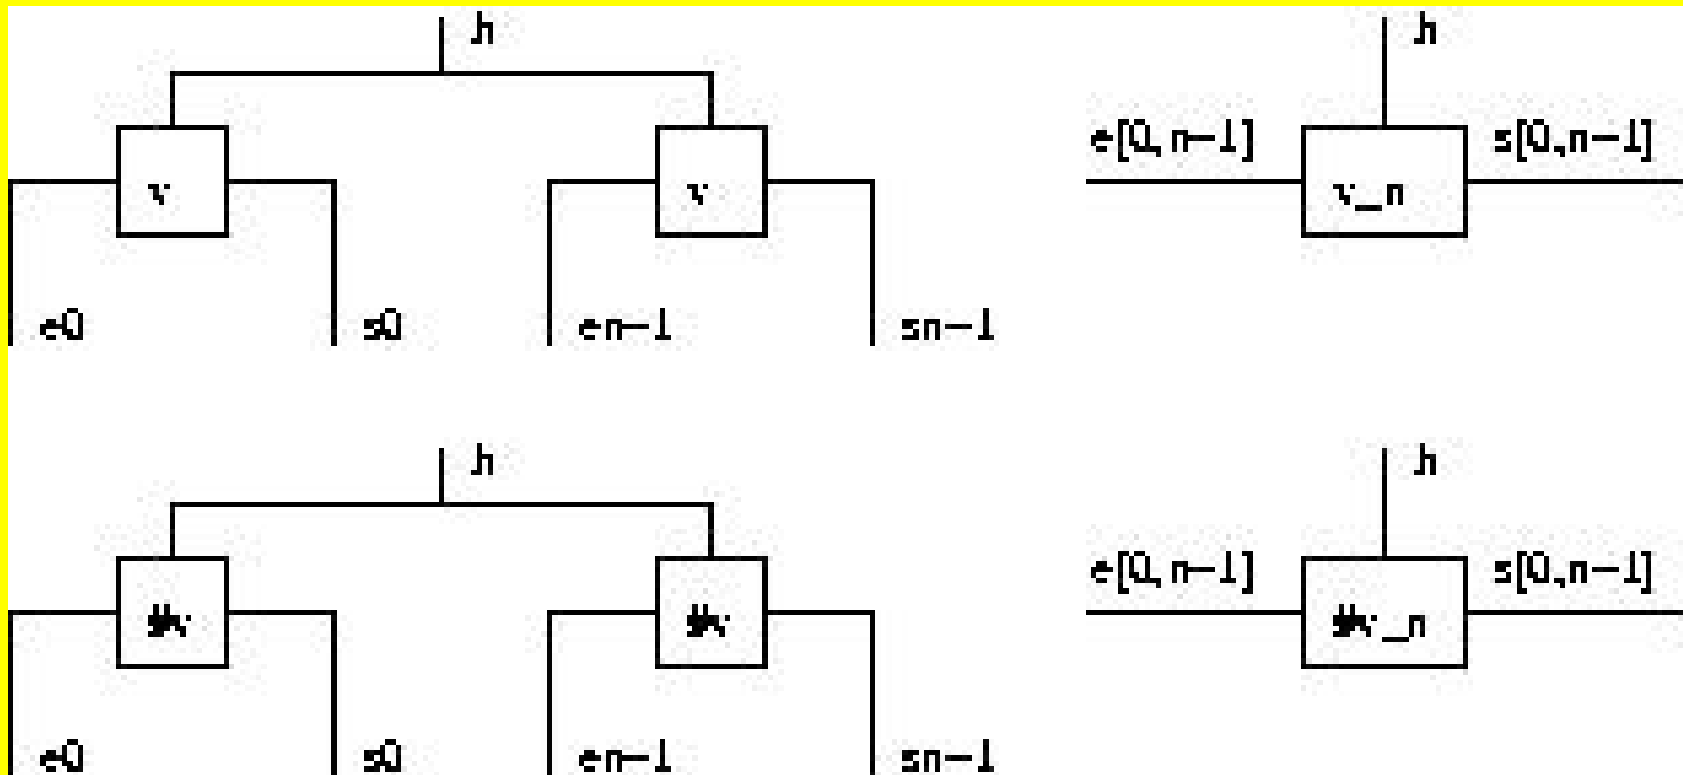 .h .h
e[0,n-1] s[0,n-1]
v v v_n
e0 s0 en-1 sn-1
.h .h
e[0,n-1] s[0,n-1]
#v #v #v_n
e0 s0 en-1 sn-1